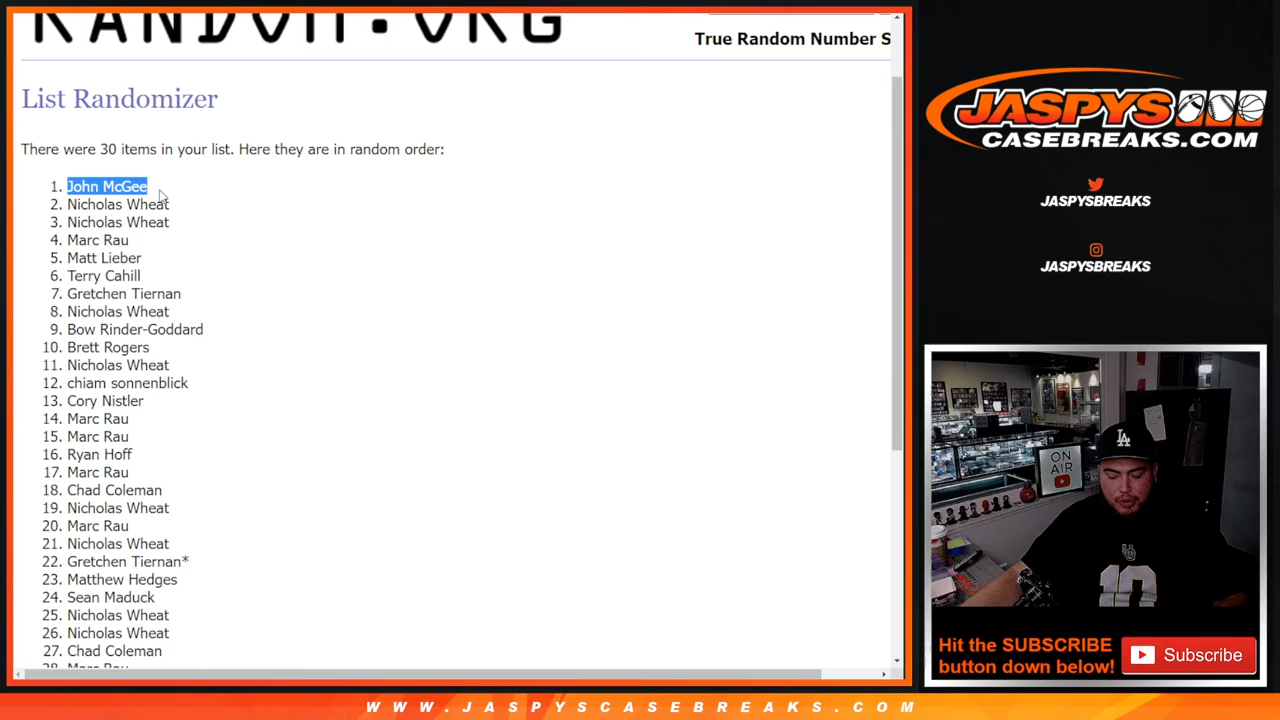 RANDOM.ORG
True Random Number S
List Randomizer
There were 30 items in your list. Here they are in random order:
1. John McGee
2. Nicholas Wheat
3. Nicholas Wheat
4. Marc Rau
5. Matt Lieber
6. Terry Cahill
7. Gretchen Tiernan
8. Nicholas Wheat
9. Bow Rinder-Goddard
10. Brett Rogers
11. Nicholas Wheat
12. chiam sonnenblick
13. Cory Nistler
14. Marc Rau
15. Marc Rau
16. Ryan Hoff
17. Marc Rau
18. Chad Coleman
19. Nicholas Wheat
20. Marc Rau
21. Nicholas Wheat
22. Gretchen Tiernan*
23. Matthew Hedges
24. Sean Maduck
25. Nicholas Wheat
26. Nicholas Wheat
27. Chad Coleman
28. Marc Rau
JASPYS
CASEBREAKS.COM
JASPYSBREAKS
JASPYSBREAKS
LA
ON
AIR
10
Hit the SUBSCRIBE
button down below!
Subscribe
WWW.JASPYSCASEBREAKS.COM